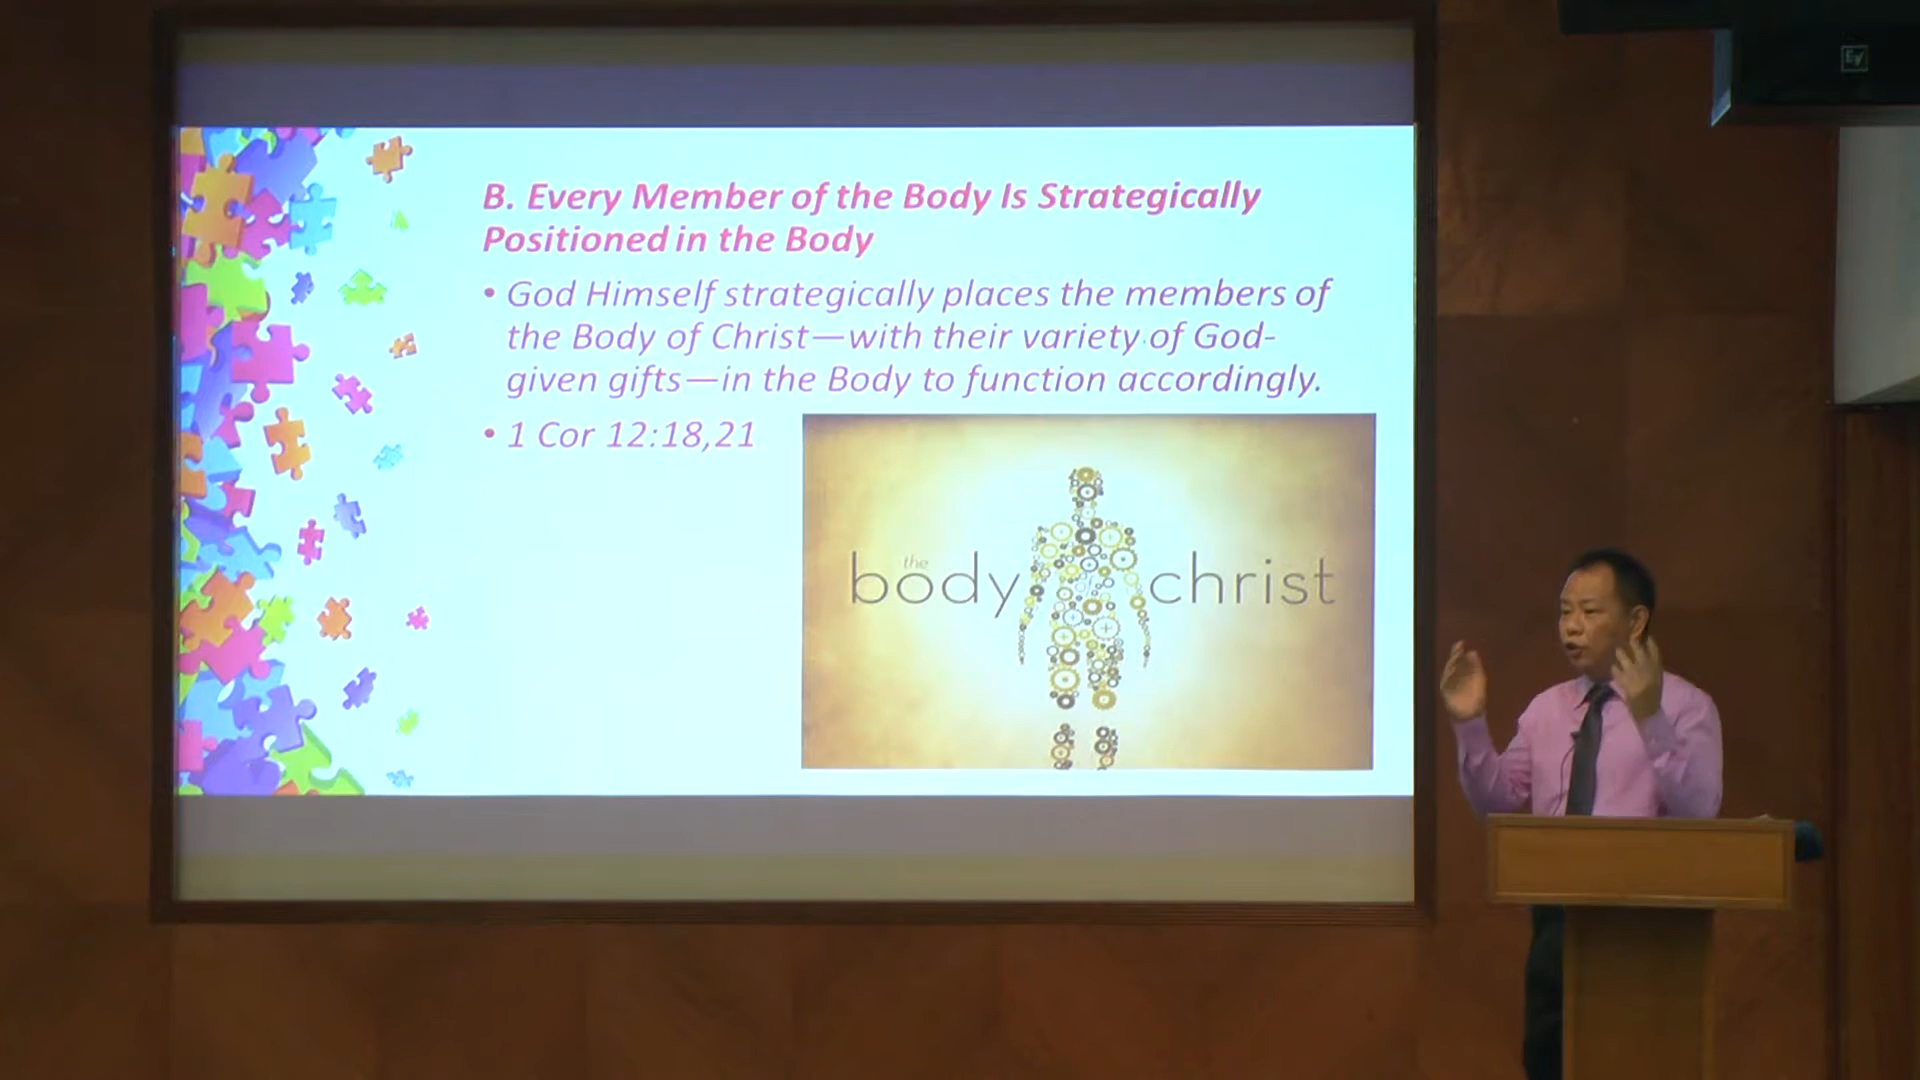 B. Every Member of the Body Is Strategically
Positioned in the Body
• God Himself strategically places the members of
the Body of Christ—with their variety of God-
given gifts—in the Body to function accordingly.
• 1 Cor 12:18,21
the
body of christ
EV